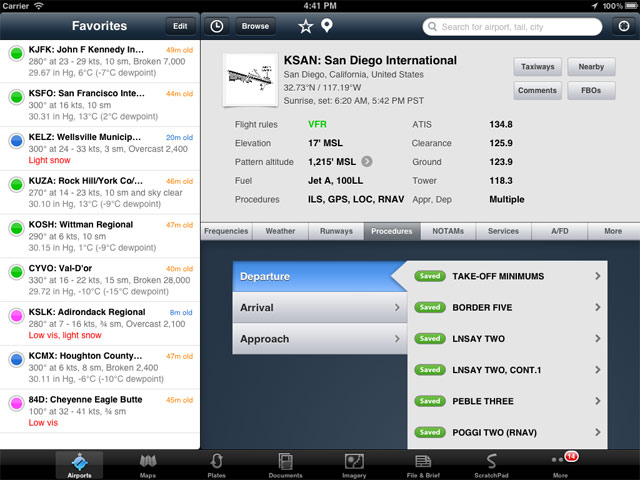 Carrier
4:41 PM
100%
Favorites
Edit
Browse
Search for airport, tail, city
KJFK: John F Kennedy In…
49m old
280° at 23 - 29 kts, 10 sm, Broken 7,000
29.67 in Hg, 6°C (-7°C dewpoint)
KSFO: San Francisco Inte…
44m old
300° at 16 kts, 10 sm
30.31 in Hg, 13°C (2°C dewpoint)
KELZ: Wellsville Municip…
20m old
300° at 24 - 33 kts, 3 sm, Overcast 2,400
Light snow
KUZA: Rock Hill/York Co/…
46m old
270° at 14 - 23 kts, 10 sm and sky clear
30.10 in Hg, 13°C (-9°C dewpoint)
KOSH: Wittman Regional
47m old
290° at 6 kts, 10 sm
30.15 in Hg, 1°C (-9°C dewpoint)
CYVO: Val-D'or
40m old
330° at 16 - 22 kts, 15 sm, Broken 28,000
29.72 in Hg, -10°C (-15°C dewpoint)
KSLK: Adirondack Regional
8m old
280° at 7 - 16 kts, ¾ sm, Overcast 2,100
Low vis, light snow
KCMX: Houghton County…
47m old
300° at 6 kts, 8 sm, Broken 2,400
30.11 in Hg, -6°C (-10°C dewpoint)
84D: Cheyenne Eagle Butte
45m old
100° at 32 - 41 kts, ¾ sm
Low vis
KSAN: San Diego International
San Diego, California, United States
32.73°N / 117.19°W
Sunrise, set: 6:20 AM, 5:42 PM PST
Taxiways
Nearby
Comments
FBOs
Flight rules VFR ATIS 134.8
Elevation 17' MSL Clearance 125.9
Pattern altitude 1,215' MSL Ground 123.9
Fuel Jet A, 100LL Tower 118.3
Procedures ILS, GPS, LOC, RNAV Appr, Dep Multiple
Frequencies Weather Runways Procedures NOTAMs Services A/FD More
Departure
Arrival
Approach
Saved TAKE-OFF MINIMUMS
Saved BORDER FIVE
Saved LNSAY TWO
Saved LNSAY TWO, CONT.1
Saved PEBLE THREE
Saved POGGI TWO (RNAV)
Airports Maps Plates Documents Imagery File & Brief ScratchPad More
14